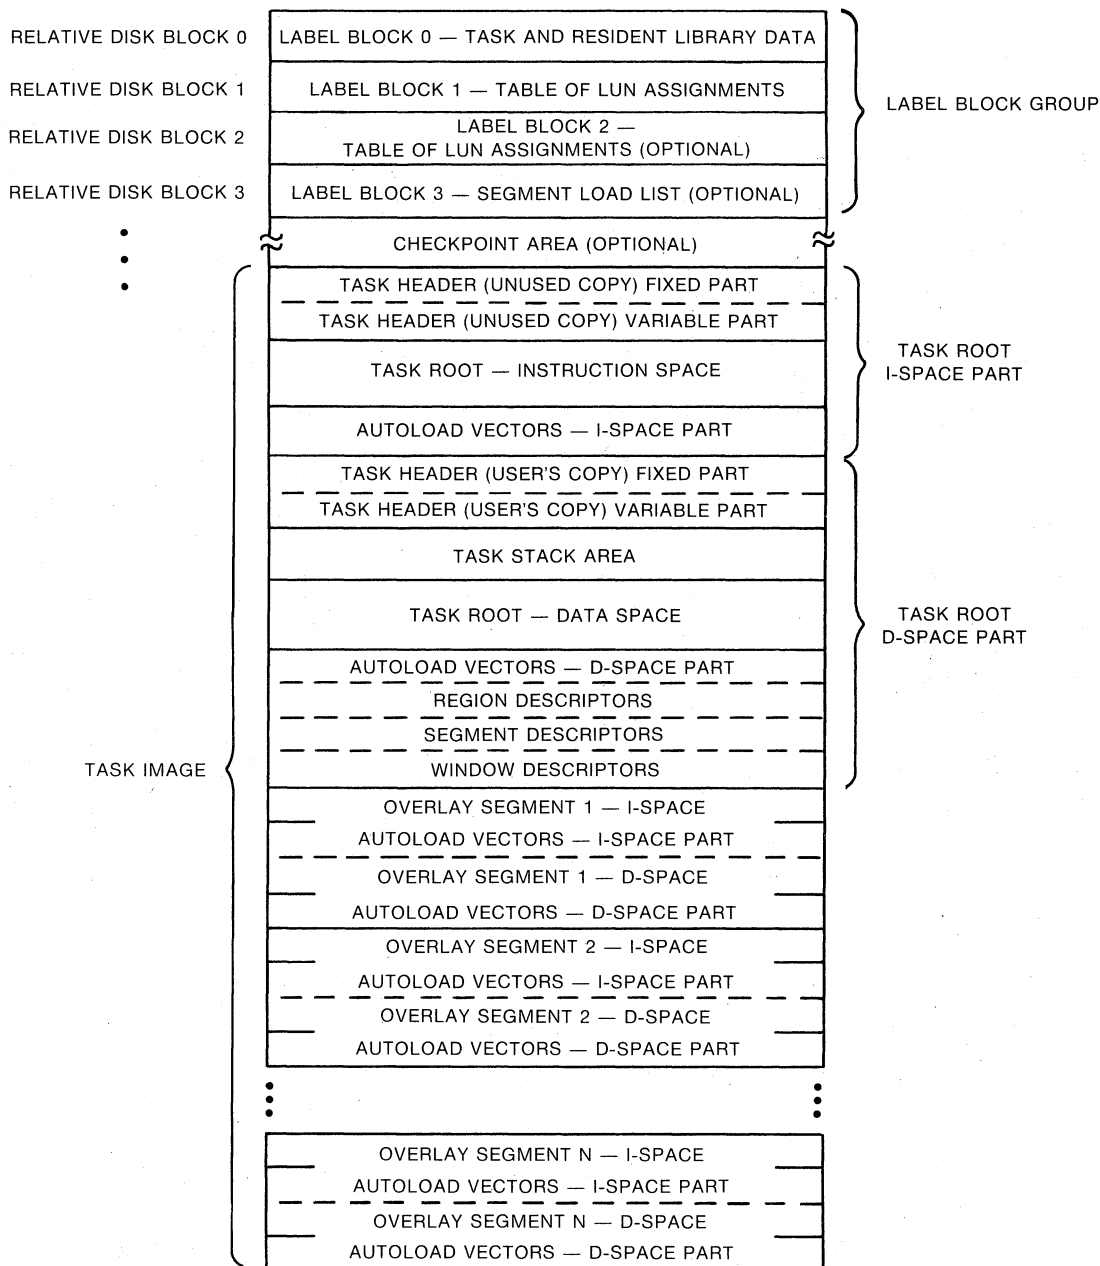 RELATIVE DISK BLOCK 0
LABEL BLOCK 0 — TASK AND RESIDENT LIBRARY DATA
RELATIVE DISK BLOCK 1
LABEL BLOCK 1 — TABLE OF LUN ASSIGNMENTS
LABEL BLOCK GROUP
RELATIVE DISK BLOCK 2
LABEL BLOCK 2 —
TABLE OF LUN ASSIGNMENTS (OPTIONAL)
RELATIVE DISK BLOCK 3
LABEL BLOCK 3 — SEGMENT LOAD LIST (OPTIONAL)
CHECKPOINT AREA (OPTIONAL)
TASK HEADER (UNUSED COPY) FIXED PART
TASK HEADER (UNUSED COPY) VARIABLE PART
TASK ROOT — INSTRUCTION SPACE
TASK ROOT
I-SPACE PART
AUTOLOAD VECTORS — I-SPACE PART
TASK HEADER (USER'S COPY) FIXED PART
TASK HEADER (USER'S COPY) VARIABLE PART
TASK STACK AREA
TASK ROOT — DATA SPACE
TASK ROOT
D-SPACE PART
AUTOLOAD VECTORS — D-SPACE PART
REGION DESCRIPTORS
SEGMENT DESCRIPTORS
TASK IMAGE
WINDOW DESCRIPTORS
OVERLAY SEGMENT 1 — I-SPACE
AUTOLOAD VECTORS — I-SPACE PART
OVERLAY SEGMENT 1 — D-SPACE
AUTOLOAD VECTORS — D-SPACE PART
OVERLAY SEGMENT 2 — I-SPACE
AUTOLOAD VECTORS — I-SPACE PART
OVERLAY SEGMENT 2 — D-SPACE
AUTOLOAD VECTORS — D-SPACE PART
OVERLAY SEGMENT N — I-SPACE
AUTOLOAD VECTORS — I-SPACE PART
OVERLAY SEGMENT N — D-SPACE
AUTOLOAD VECTORS — D-SPACE PART